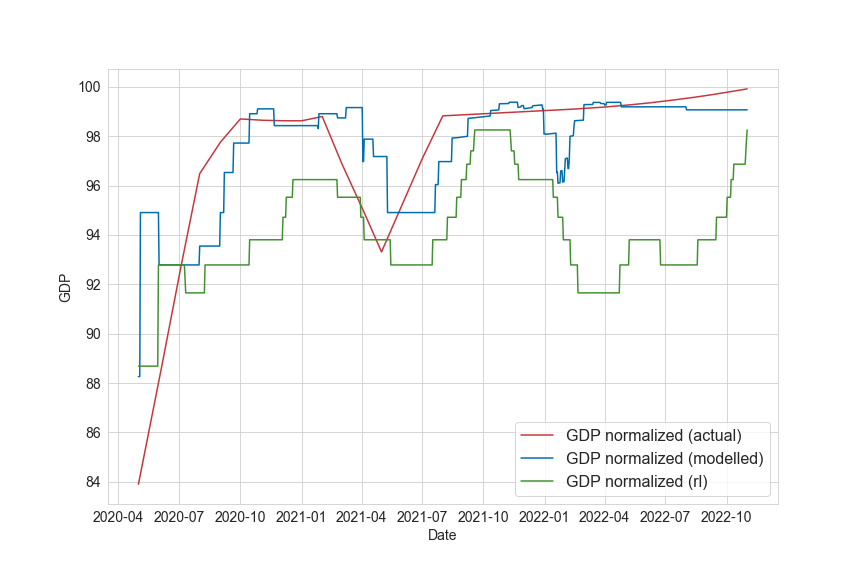 100
98
96
94
92
90
88
86
84
GDP
GDP normalized (actual)
GDP normalized (modelled)
GDP normalized (rl)
2020-04 2020-07 2020-10 2021-01 2021-04 2021-07 2021-10 2022-01 2022-04 2022-07 2022-10
Date